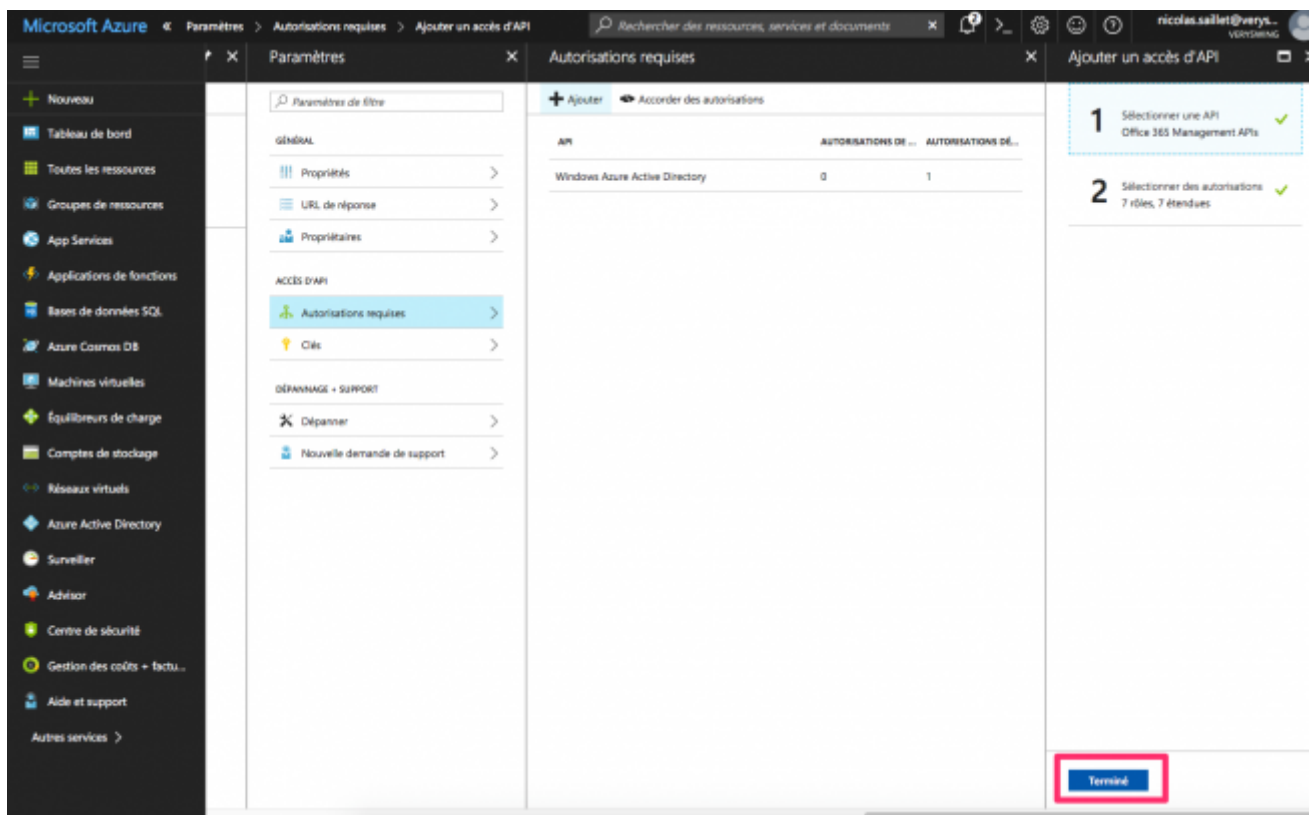 Microsoft Azure « Paramètres > Autorisations requises > Ajouter un accès d'API
Rechercher des ressources, services et documents
2
nicolas.saillet@verys...
VERYSWING
Paramètres
Autorisations requises
Ajouter un accès d'API
Nouveau
Tableau de bord
Toutes les ressources
Groupes de ressources
App Services
Applications de fonctions
Bases de données SQL
Azure Cosmos DB
Machines virtuelles
Équilibreurs de charge
Comptes de stockage
Réseaux virtuels
Azure Active Directory
Surveiller
Advisor
Centre de sécurité
Gestion des coûts + factu...
Aide et support
Autres services >
Paramètres de filtre
GÉNÉRAL
Propriétés
URL de réponse
Propriétaires
ACCÈS D'API
Autorisations requises
Clés
DÉPANNAGE + SUPPORT
Dépanner
Nouvelle demande de support
Ajouter
Accorder des autorisations
API AUTORISATIONS DE ... AUTORISATIONS DÉ...
Windows Azure Active Directory 0 1
1 Sélectionner une API
Office 365 Management APIs
2 Sélectionner des autorisations
7 rôles, 7 étendues
Terminé